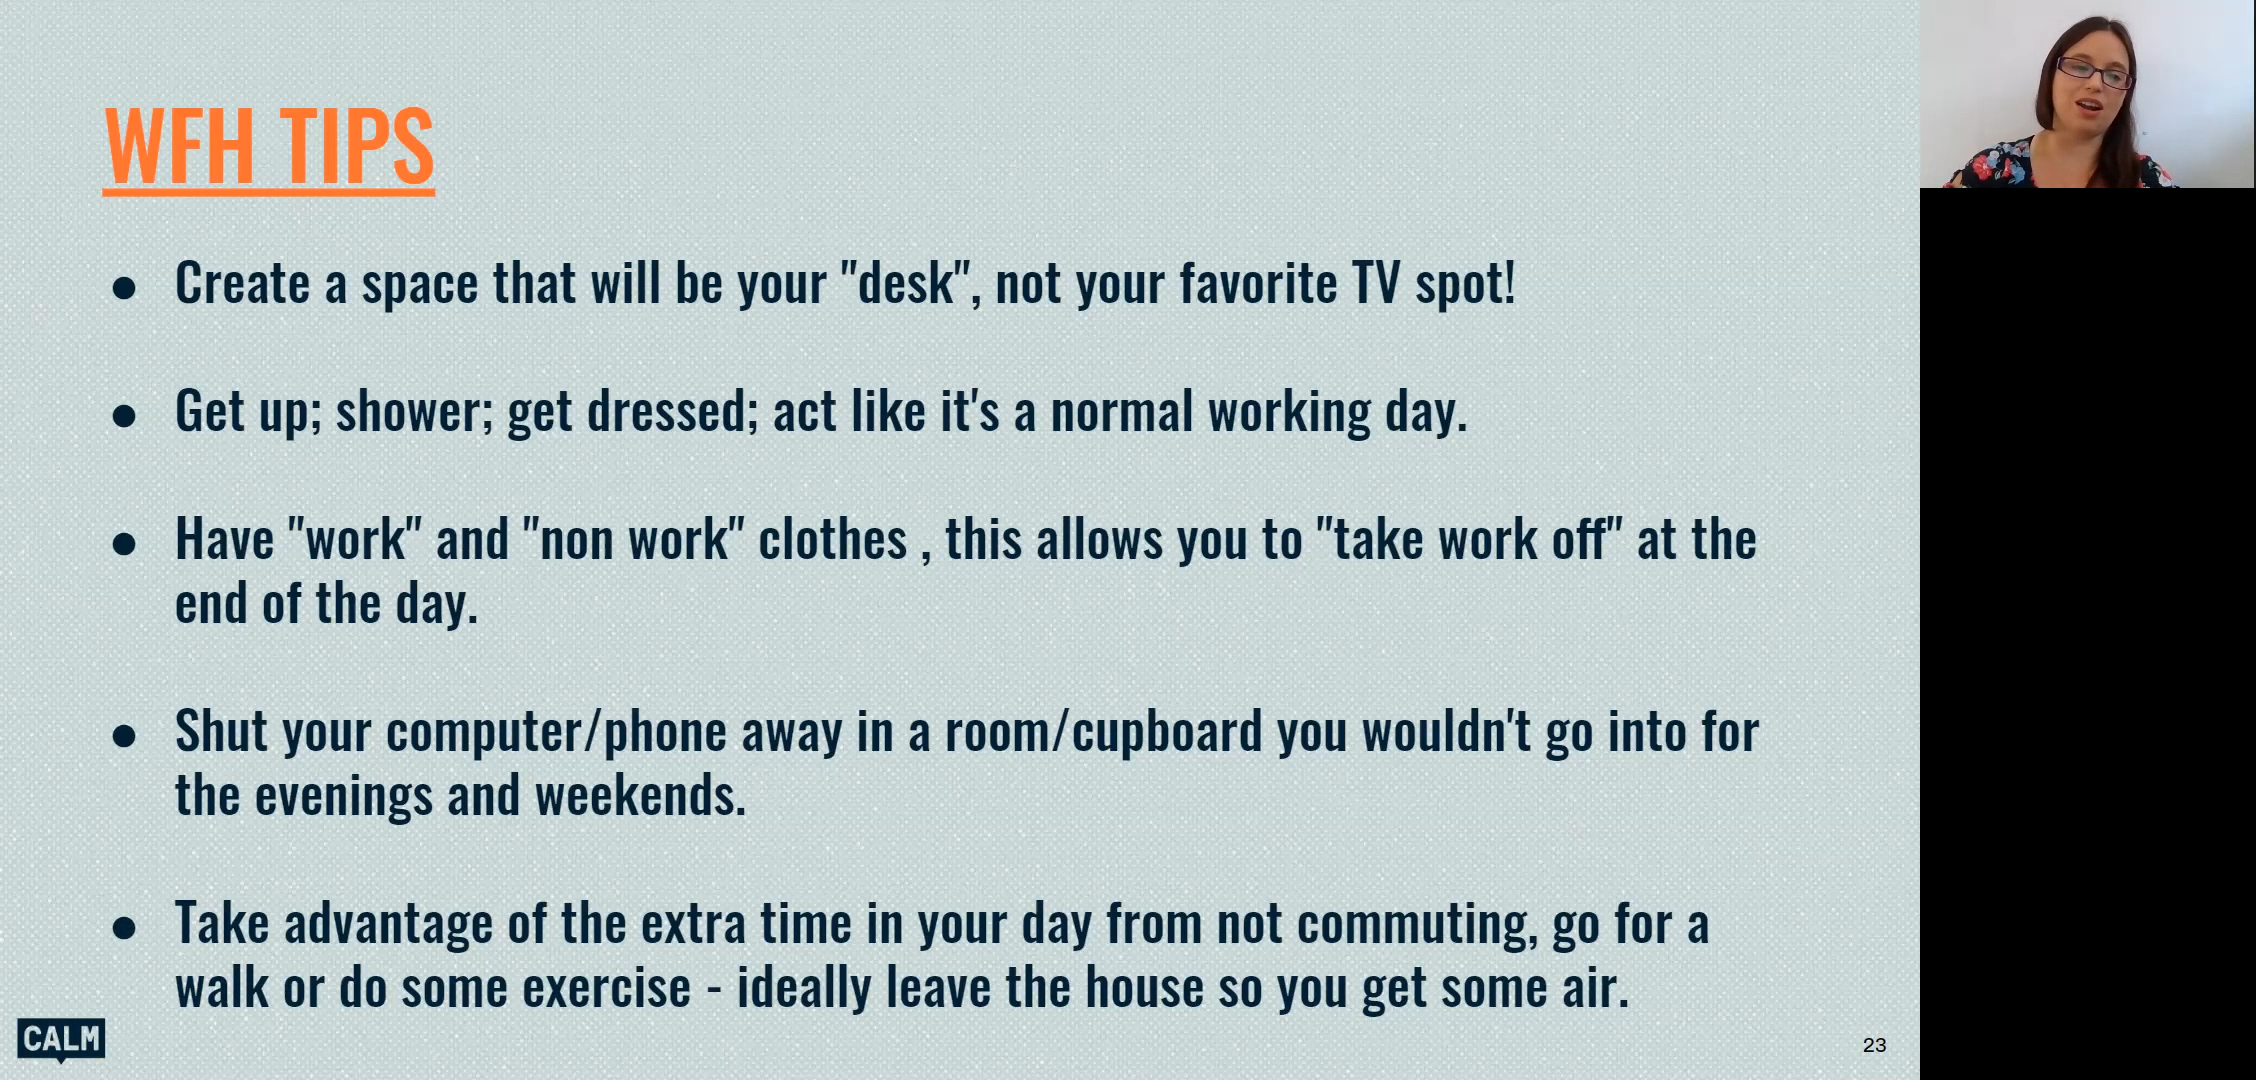 WFH TIPS
● Create a space that will be your "desk", not your favorite TV spot!
● Get up; shower; get dressed; act like it's a normal working day.
● Have "work" and "non work" clothes , this allows you to "take work off" at the
end of the day.
● Shut your computer/phone away in a room/cupboard you wouldn't go into for
the evenings and weekends.
● Take advantage of the extra time in your day from not commuting, go for a
walk or do some exercise - ideally leave the house so you get some air.
CALM
23